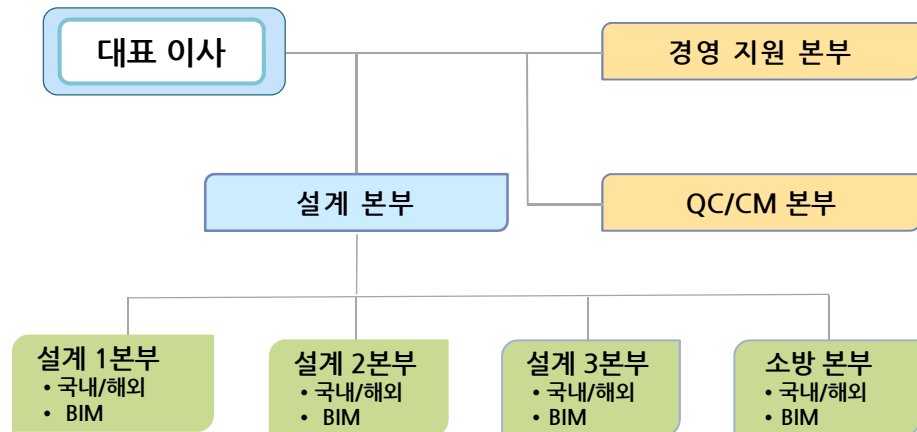 대표 이사
경영 지원 본부
설계 본부
QC/CM 본부
설계 1본부
• 국내/해외
• BIM
설계 2본부
• 국내/해외
• BIM
설계 3본부
• 국내/해외
• BIM
소방 본부
• 국내/해외
• BIM